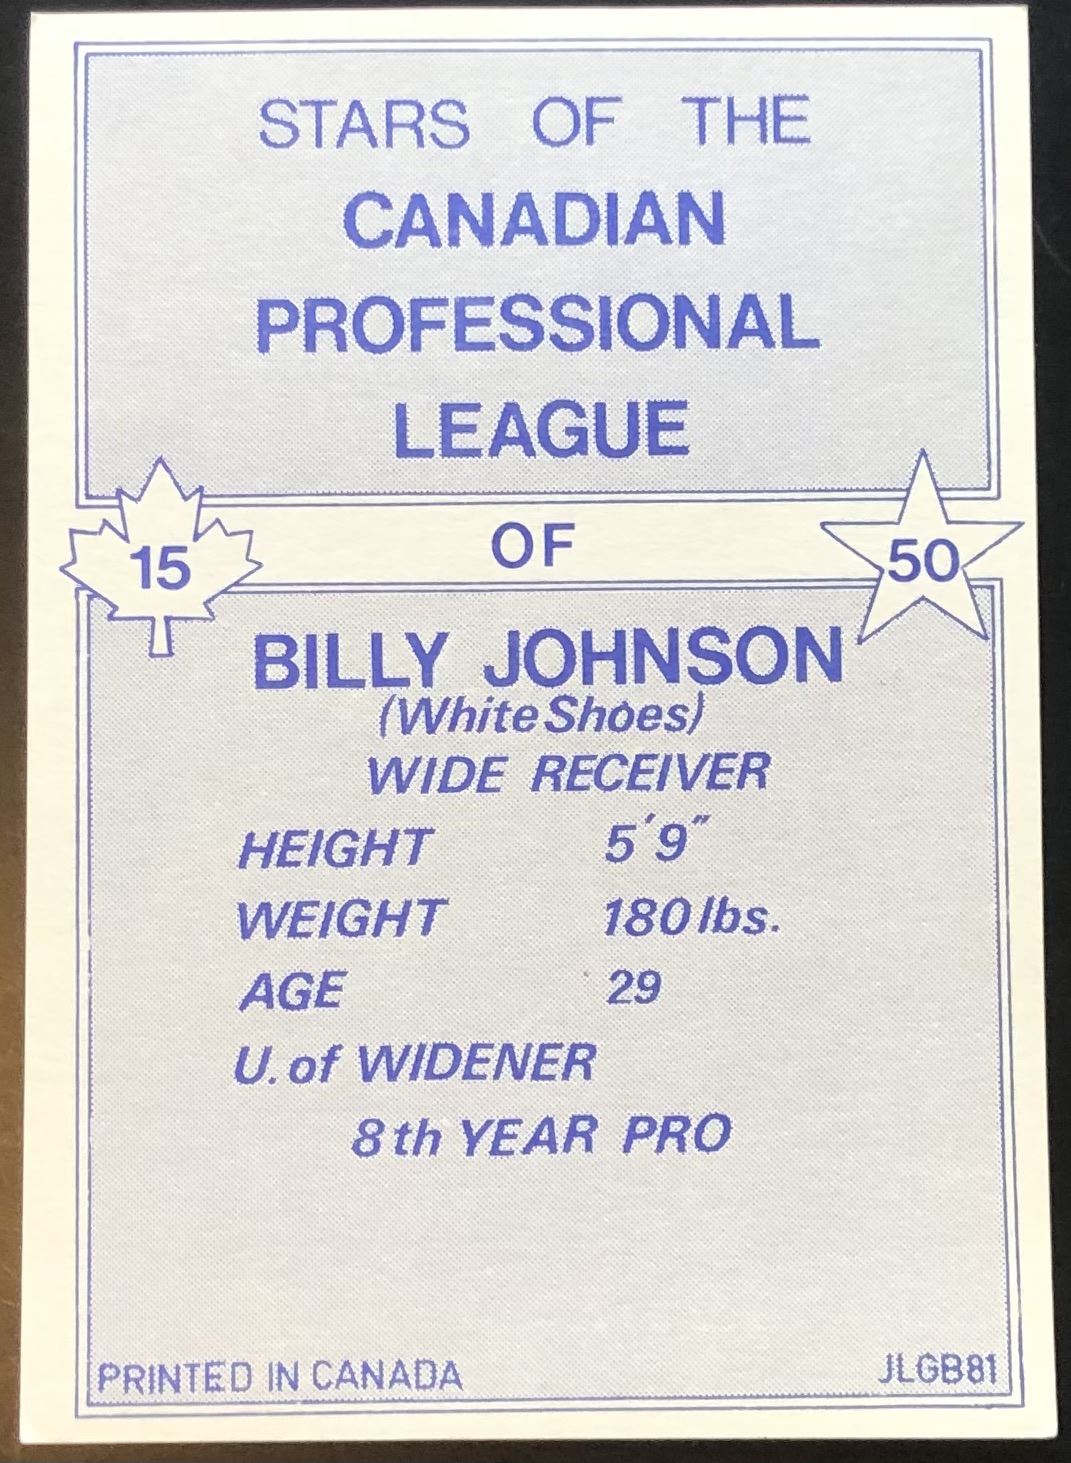 STARS OF THE
CANADIAN
PROFESSIONAL
LEAGUE
15 OF 50
BILLY JOHNSON
(White Shoes)
WIDE RECEIVER
HEIGHT 5'9"
WEIGHT 180 lbs.
AGE 29
U. of WIDENER
8th YEAR PRO
PRINTED IN CANADA JLGB81